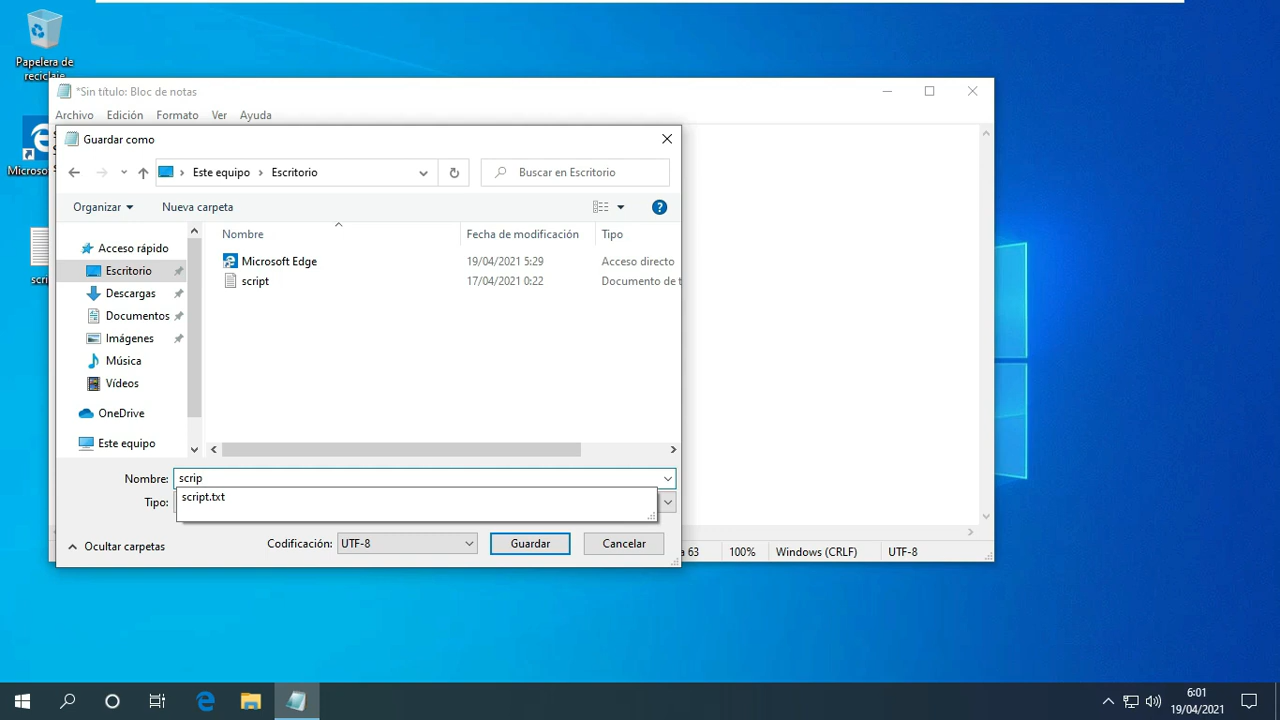 Papelera de
reciclaje
*Sin título: Bloc de notas
Archivo Edición Formato Ver Ayuda
Guardar como
Este equipo Escritorio
Buscar en Escritorio
Organizar Nueva carpeta
Nombre Fecha de modificación Tipo
Acceso rápido
Escritorio
Descargas
Documentos
Imágenes
Música
Vídeos
OneDrive
Este equipo
Microsoft Edge 19/04/2021 5:29 Acceso directo
script 17/04/2021 0:22 Documento de t
Nombre: scrip
script.txt
Tipo:
Ocultar carpetas
Codificación: UTF-8 Guardar Cancelar
a 63 100% Windows (CRLF) UTF-8
Micros
scri
6:01
19/04/2021